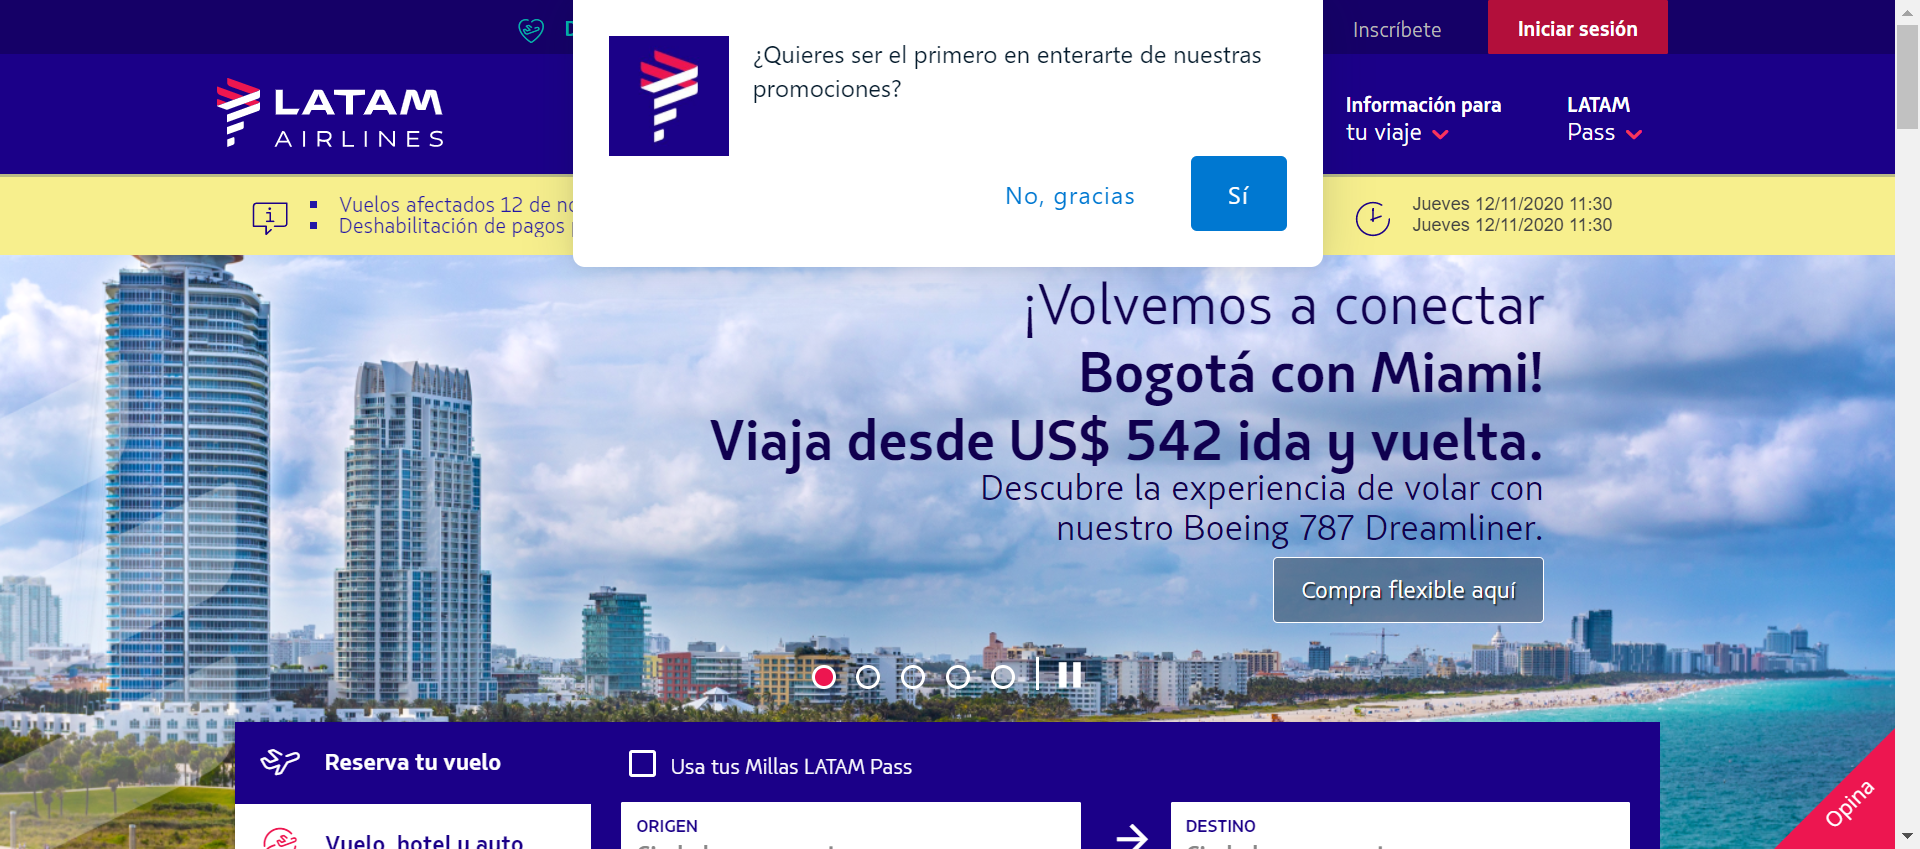 Inscríbete
Iniciar sesión
LATAM
AIRLINES
¿Quieres ser el primero en enterarte de nuestras
promociones?
No, gracias
Sí
Información para
tu viaje
LATAM
Pass
Vuelos afectados 12 de
Deshabilitación de pagos
Jueves 12/11/2020 11:30
Jueves 12/11/2020 11:30
¡Volvemos a conectar
Bogotá con Miami!
Viaja desde US$ 542 ida y vuelta.
Descubre la experiencia de volar con
nuestro Boeing 787 Dreamliner.
Compra flexible aquí
Reserva tu vuelo
Usa tus Millas LATAM Pass
Opina
Vuelo, hotel y auto
ORIGEN
DESTINO